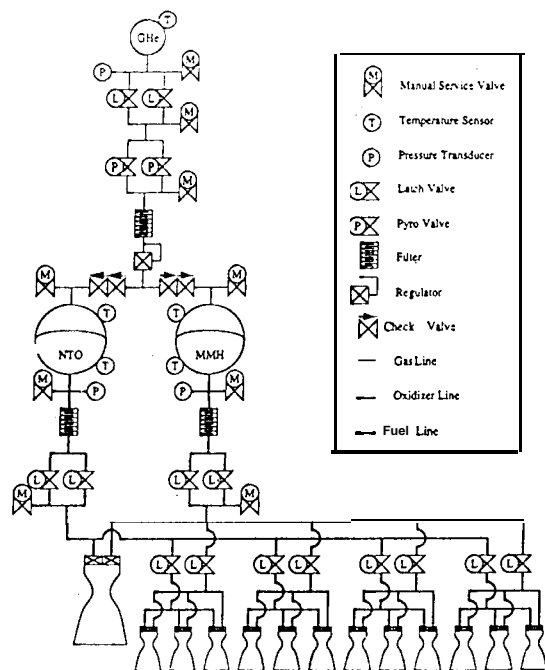 T
GHe
P
M
L
L
M
P
P
M
M
M
T
T
NTO
MMH
T
T
M
P
P
M
L
L
L
L
M
M
L
L
L
L
L
L
L
L
M
Manual Service Valve
T
Temperature Sensor
P
Pressure Transducer
L
Latch Valve
P
Pyro Valve
Filter
Regulator
Check Valve
Gas Line
Oxidizer Line
Fuel Line